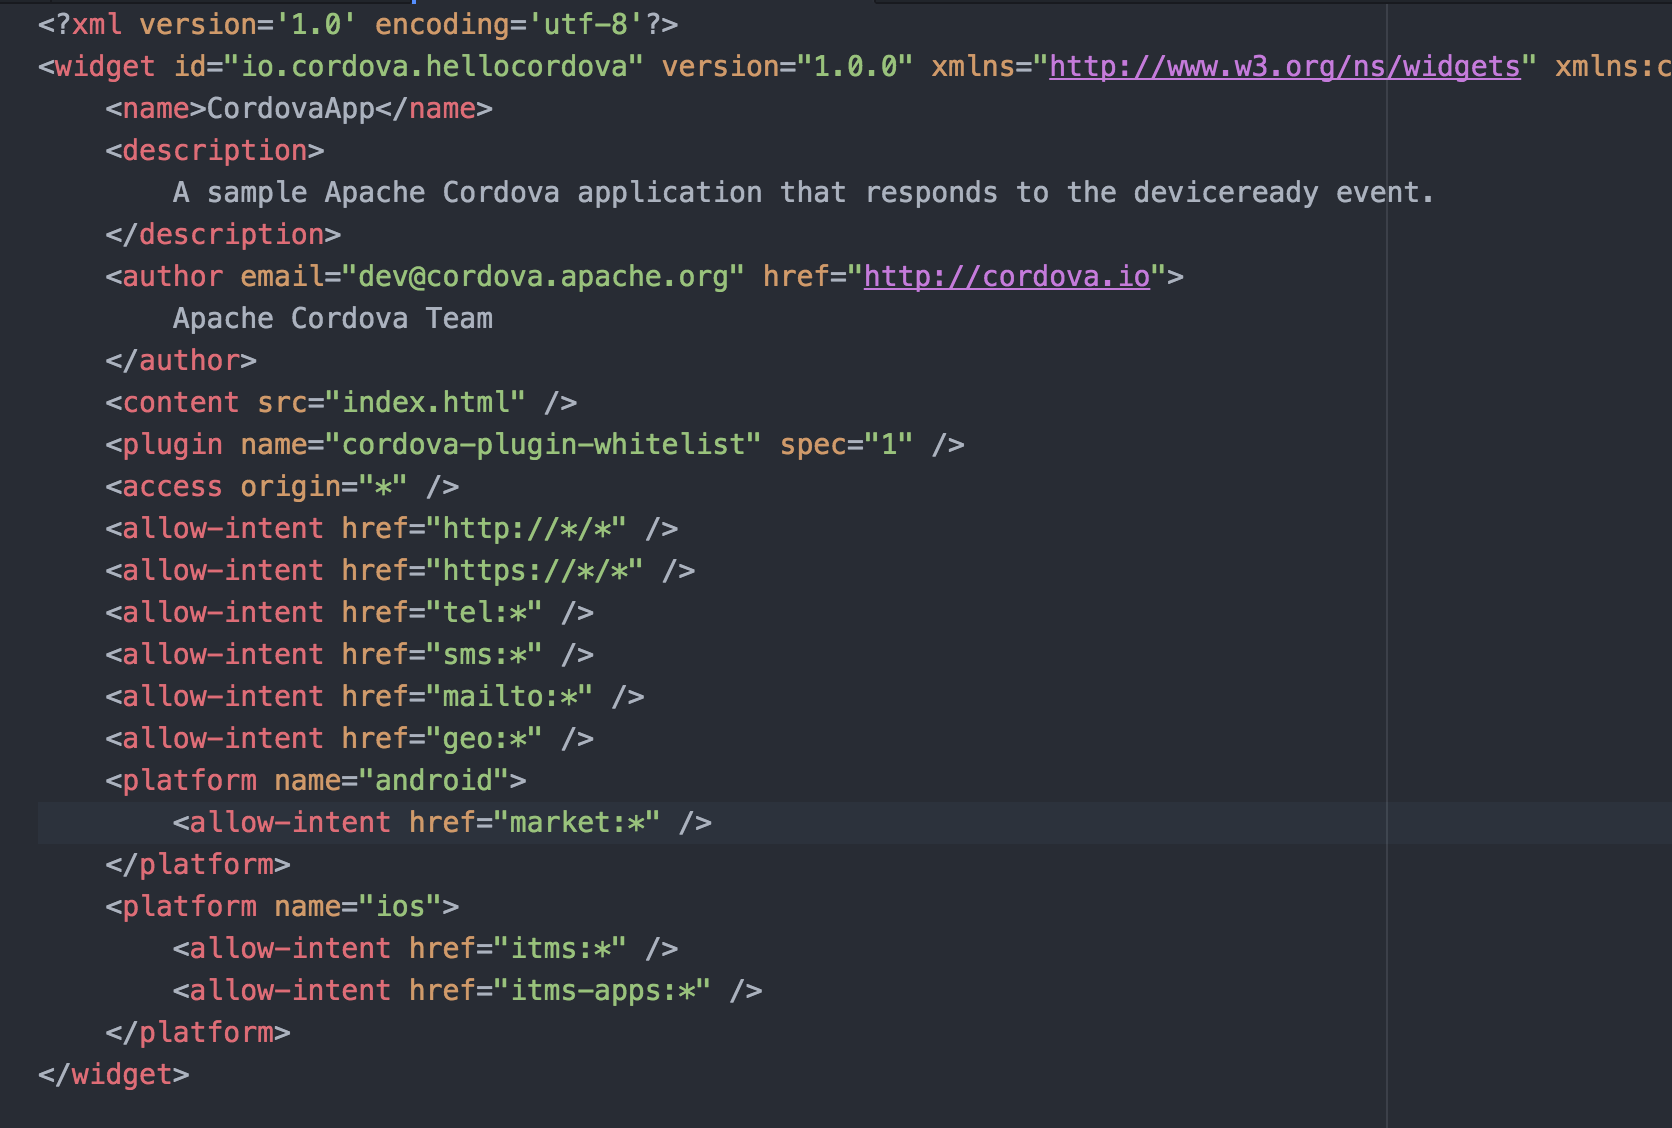 <?xml version='1.0' encoding='utf-8'?>
<widget id="io.cordova.hellocordova" version="1.0.0" xmlns="http://www.w3.org/ns/widgets" xmlns:c
    <name>CordovaApp</name>
    <description>
        A sample Apache Cordova application that responds to the deviceready event.
    </description>
    <author email="dev@cordova.apache.org" href="http://cordova.io">
        Apache Cordova Team
    </author>
    <content src="index.html" />
    <plugin name="cordova-plugin-whitelist" spec="1" />
    <access origin="*" />
    <allow-intent href="http://*/*" />
    <allow-intent href="https://*/*" />
    <allow-intent href="tel:*" />
    <allow-intent href="sms:*" />
    <allow-intent href="mailto:*" />
    <allow-intent href="geo:*" />
    <platform name="android">
        <allow-intent href="market:*" />
    </platform>
    <platform name="ios">
        <allow-intent href="itms:*" />
        <allow-intent href="itms-apps:*" />
    </platform>
</widget>